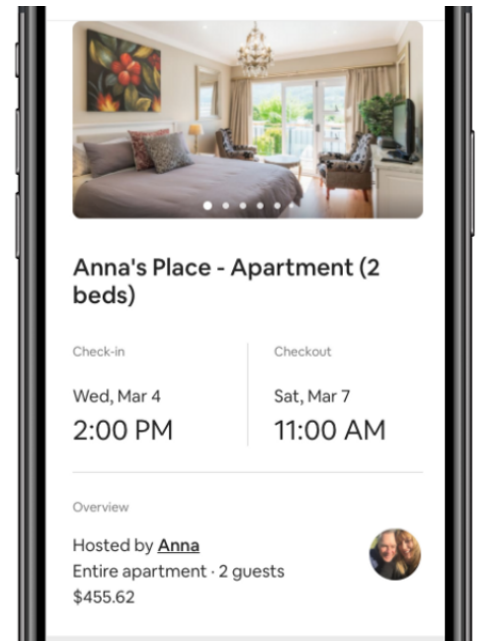 Anna's Place - Apartment (2
beds)
Check-in
Checkout
Wed, Mar 4
Sat, Mar 7
2:00 PM
11:00 AM
Overview
Hosted by Anna
Entire apartment · 2 guests
$455.62